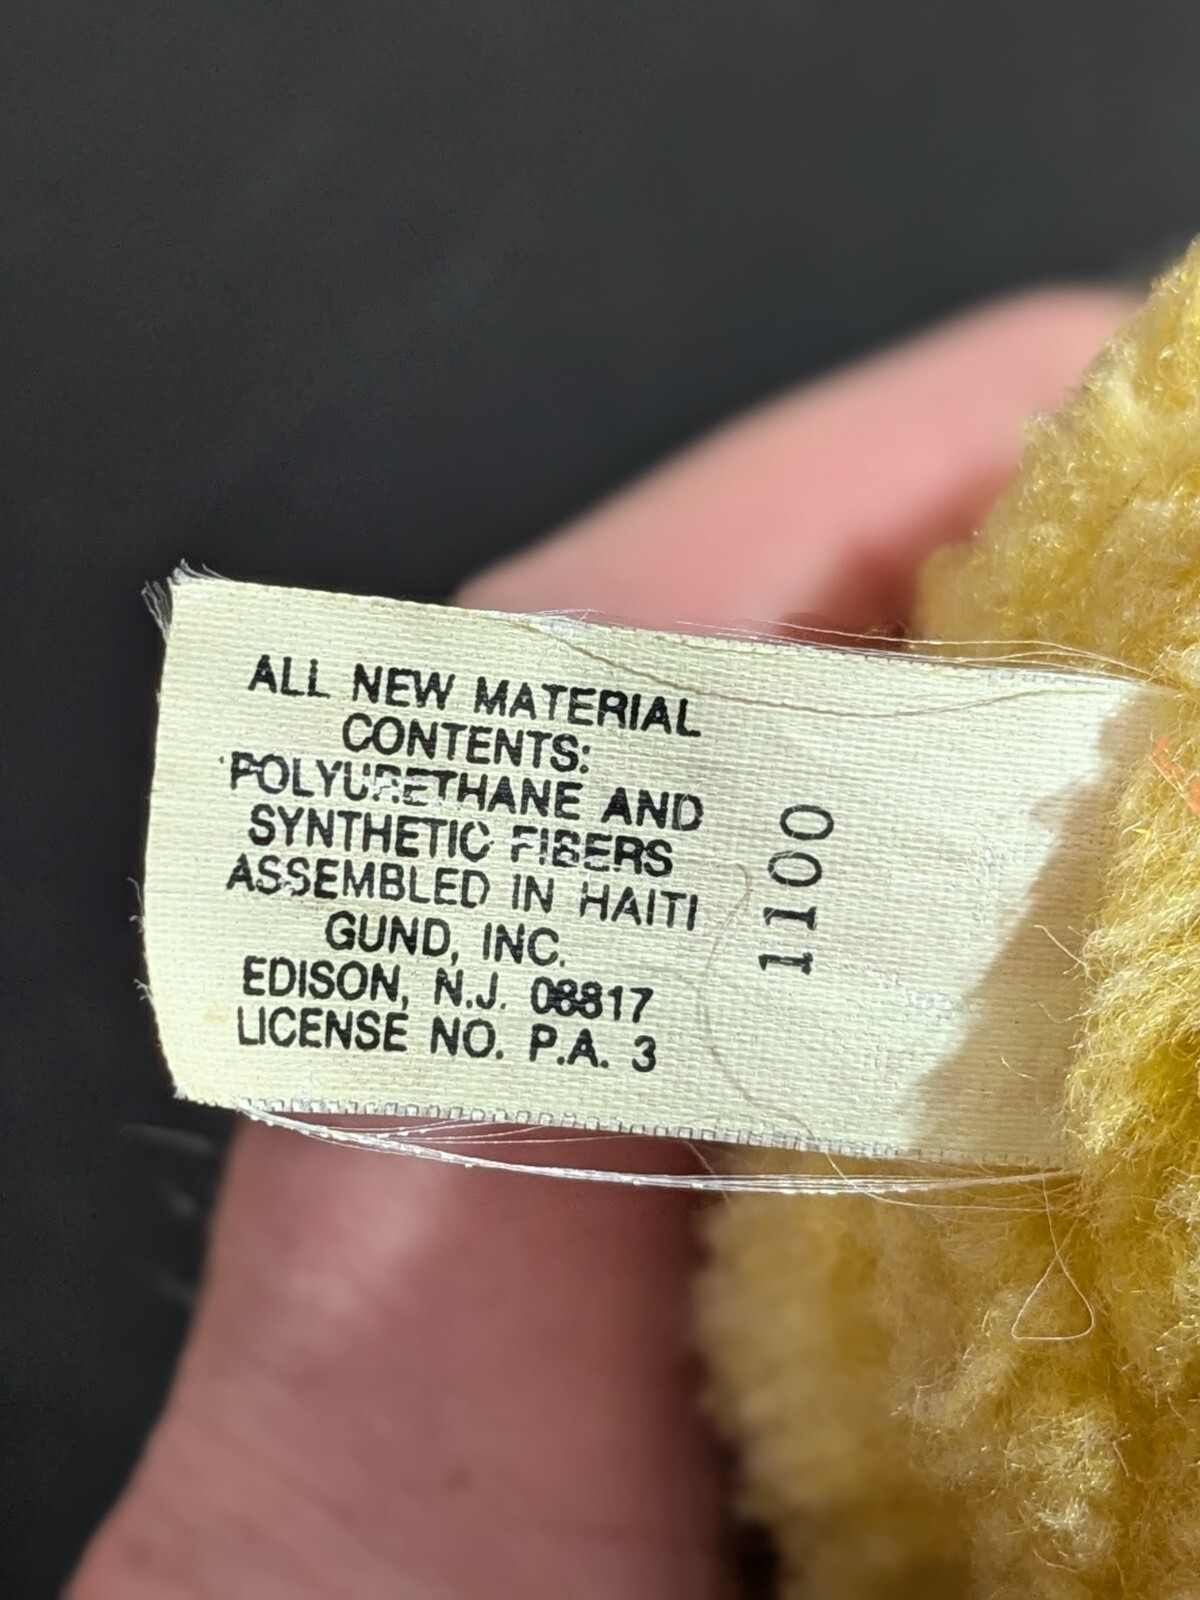 ALL NEW MATERIAL
CONTENTS:
POLYURETHANE AND
SYNTHETIC FIBERS
ASSEMBLED IN HAITI
GUND, INC.
EDISON, N.J. 08817
LICENSE NO. P.A. 3
1100